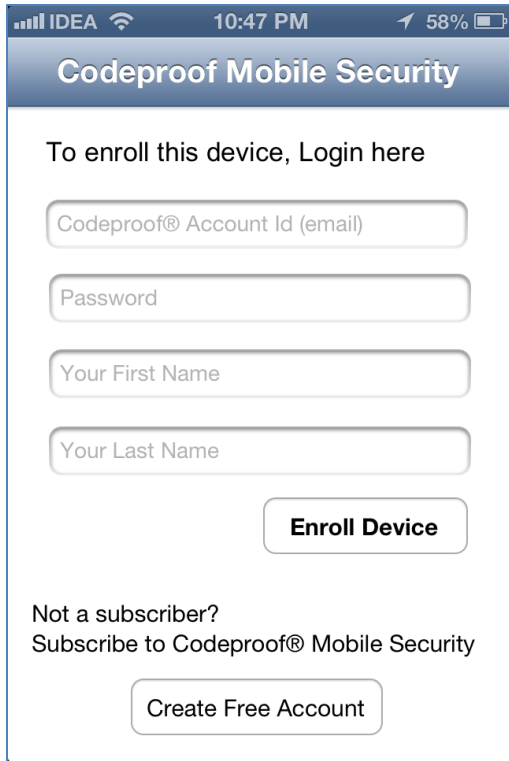 IDEA 10:47 PM 58%
Codeproof Mobile Security
To enroll this device, Login here
Codeproof® Account Id (email)
Password
Your First Name
Your Last Name
Enroll Device
Not a subscriber?
Subscribe to Codeproof® Mobile Security
Create Free Account